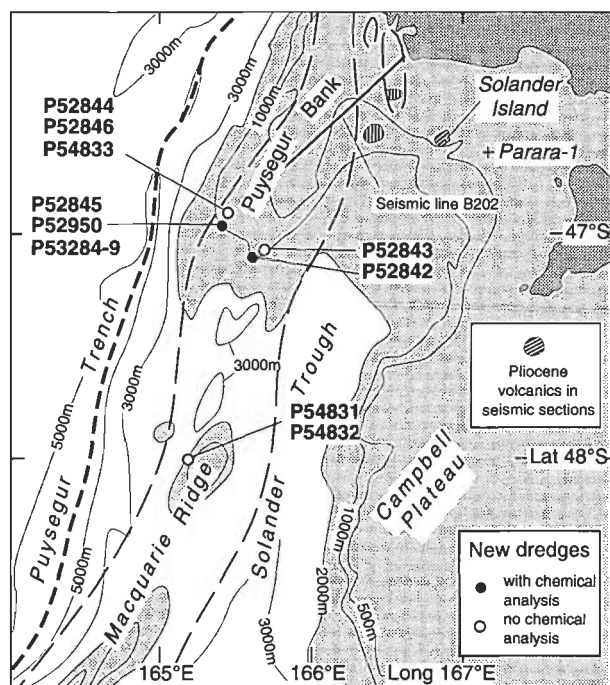 3000m
3000m
1000m
P52844
P52846
P54833
Puysegur Bank
Solander
Island
+ Parara-1
Seismic line B202
P52845
P52950
P53284-9
47°S
P52843
P52842
Puysegur Trench
3000m
3000m
5000m
Solander Trough
Pliocene
volcanics in
seismic sections
P54831
P54832
Lat 48°S
Campbell
Plateau
Macquarie Ridge
1000m
2000m
500m
5000m
3000m
New dredges
with chemical
analysis
no chemical
analysis
165°E
166°E
Long 167°E